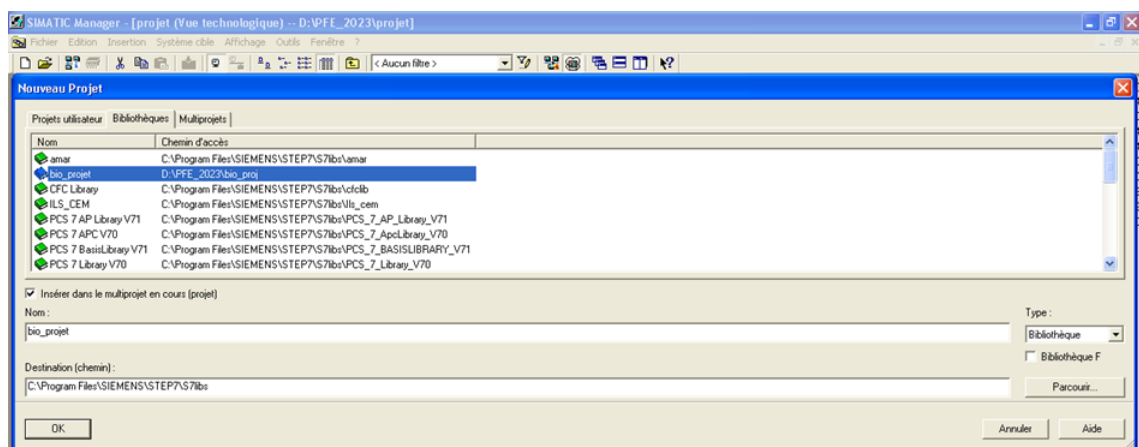 SIMATIC Manager - [projet (Vue technologique) -- D:\PFE_2023\projet]
Fichier Edition Insertion Système cible Affichage Outils Fenêtre ?
< Aucun filtre >
Nouveau Projet
Projets utilisateur Bibliothèques Multiprojets
Nom Chemin d'accès
amar C:\Program Files\SIEMENS\STEP7\S7libs\amar
bio_projet D:\PFE_2023\bio_proj
CFC Library C:\Program Files\SIEMENS\STEP7\S7libs\cfclib
ILS_CEM C:\Program Files\SIEMENS\STEP7\S7libs\Ils_cem
PCS 7 AP Library V71 C:\Program Files\SIEMENS\STEP7\S7libs\PCS_7_AP_Library_V71
PCS 7 APC V70 C:\Program Files\SIEMENS\STEP7\S7libs\PCS_7_ApcLibrary_V70
PCS 7 BasisLibrary V71 C:\Program Files\SIEMENS\STEP7\S7libs\PCS_7_BASISLIBRARY_V71
PCS 7 Library V70 C:\Program Files\SIEMENS\STEP7\S7libs\PCS_7_Library_V70
Insérer dans le multiprojet en cours (projet)
Nom : Type :
bio_projet Bibliothèque
Bibliothèque F
Destination (chemin) :
C:\Program Files\SIEMENS\STEP7\S7libs Parcourir...
OK Annuler Aide